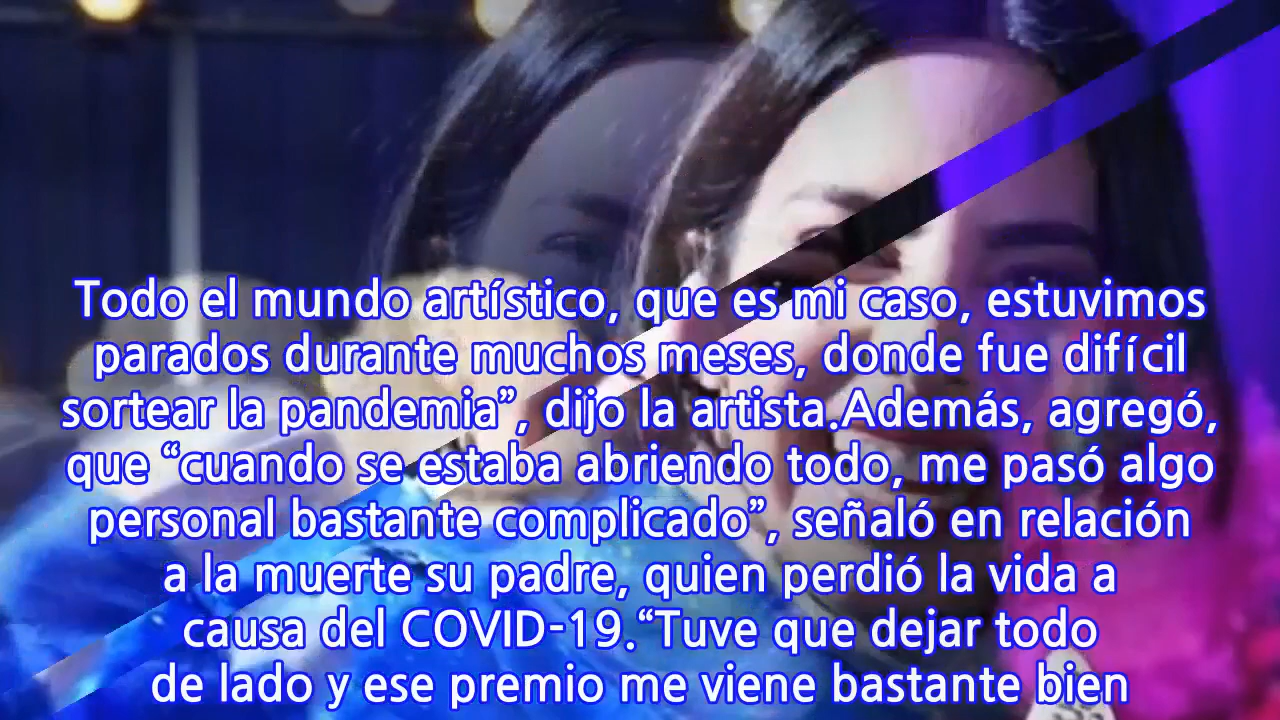 Todo el mundo artístico, que es mi caso, estuvimos
parados durante muchos meses, donde fue difícil
sortear la pandemia”, dijo la artista.Además, agregó,
que “cuando se estaba abriendo todo, me pasó algo
personal bastante complicado”, señaló en relación
a la muerte su padre, quien perdió la vida a
causa del COVID-19.“Tuve que dejar todo
de lado y ese premio me viene bastante bien